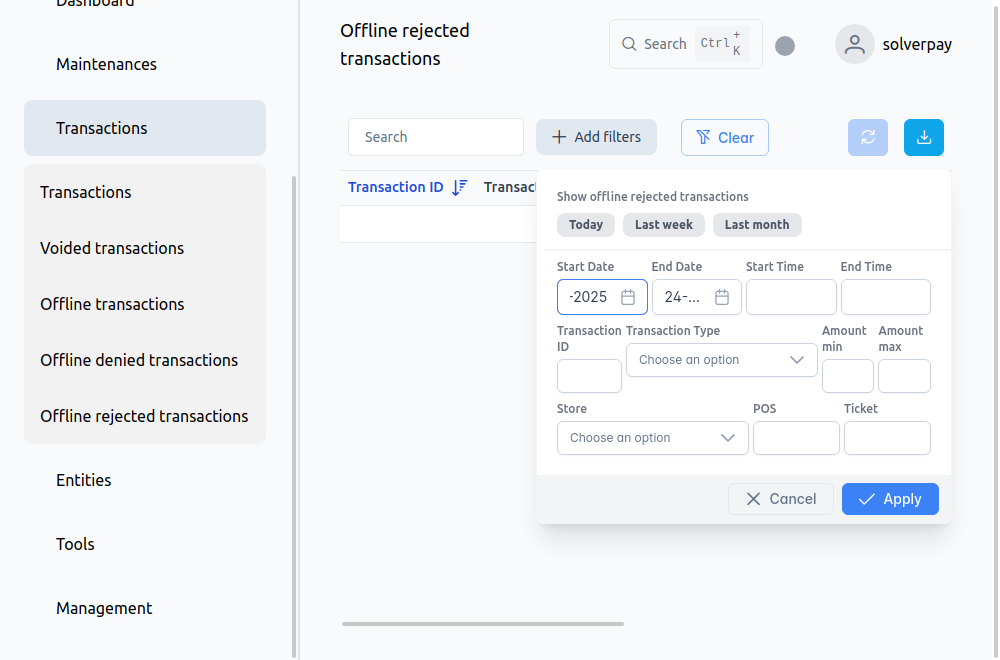 Dashboard
Maintenances
Transactions
Transactions
Voided transactions
Offline transactions
Offline denied transactions
Offline rejected transactions
Entities
Tools
Management
Offline rejected
transactions
Search
Ctrl + K
solverpay
Search
Add filters
Clear
Transaction ID
Transac
Show offline rejected transactions
Today
Last week
Last month
Start Date
End Date
Start Time
End Time
-2025
24-...
Transaction ID
Transaction Type
Amount min
Amount max
Choose an option
Store
POS
Ticket
Choose an option
Cancel
Apply